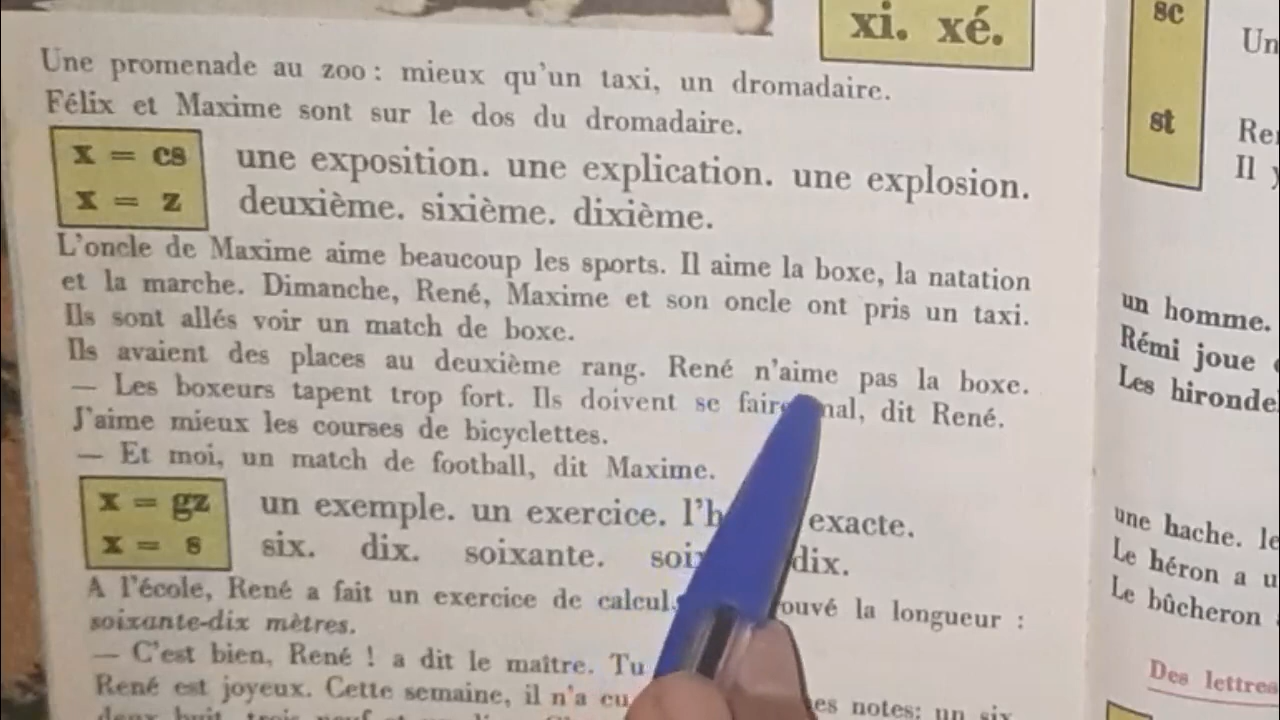 xi. xé.
Une promenade au zoo : mieux qu'un taxi, un dromadaire.
Félix et Maxime sont sur le dos du dromadaire.
x = cs
x = z
une exposition. une explication. une explosion.
deuxième. sixième. dixième.
L'oncle de Maxime aime beaucoup les sports. Il aime la boxe, la natation
et la marche. Dimanche, René, Maxime et son oncle ont pris un taxi.
Ils sont allés voir un match de boxe.
Ils avaient des places au deuxième rang. René n'aime pas la boxe.
— Les boxeurs tapent trop fort. Ils doivent se faire mal, dit René.
J'aime mieux les courses de bicyclettes.
— Et moi, un match de football, dit Maxime.
x = gz
x = s
un exemple. un exercice. exacte.
six. dix. soixante. dix.
A l'école, René a fait un exercice de calcul. la longueur :
soixante-dix mètres.
— C'est bien, René ! a dit le maître. Tu
René est joyeux. Cette semaine, il n'a notes: un six
sc
st
Un
Il
un homme.
Rémi joue
Les
une hache.
Le héron a
Le bûcheron
Des lettres